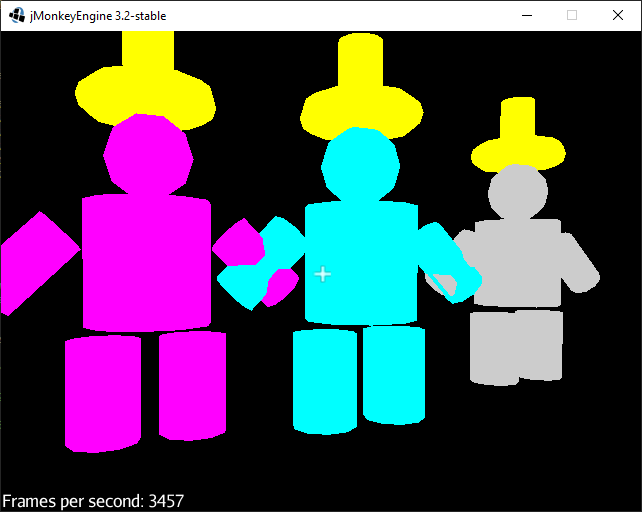 jMonkeyEngine 3.2-stable
Frames per second: 3457